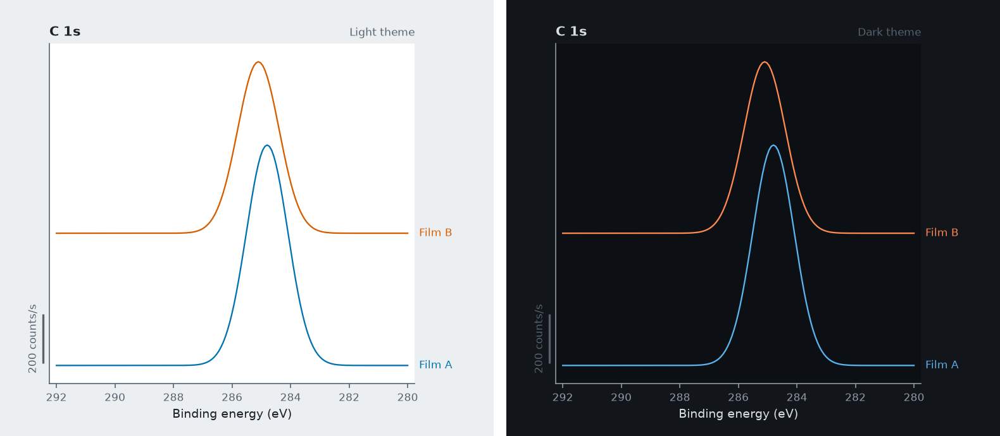 C 1s
Light theme
Film B
Film A
200 counts/s
292 290 288 286 284 282 280
Binding energy (eV)
C 1s
Dark theme
Film B
Film A
200 counts/s
292 290 288 286 284 282 280
Binding energy (eV)